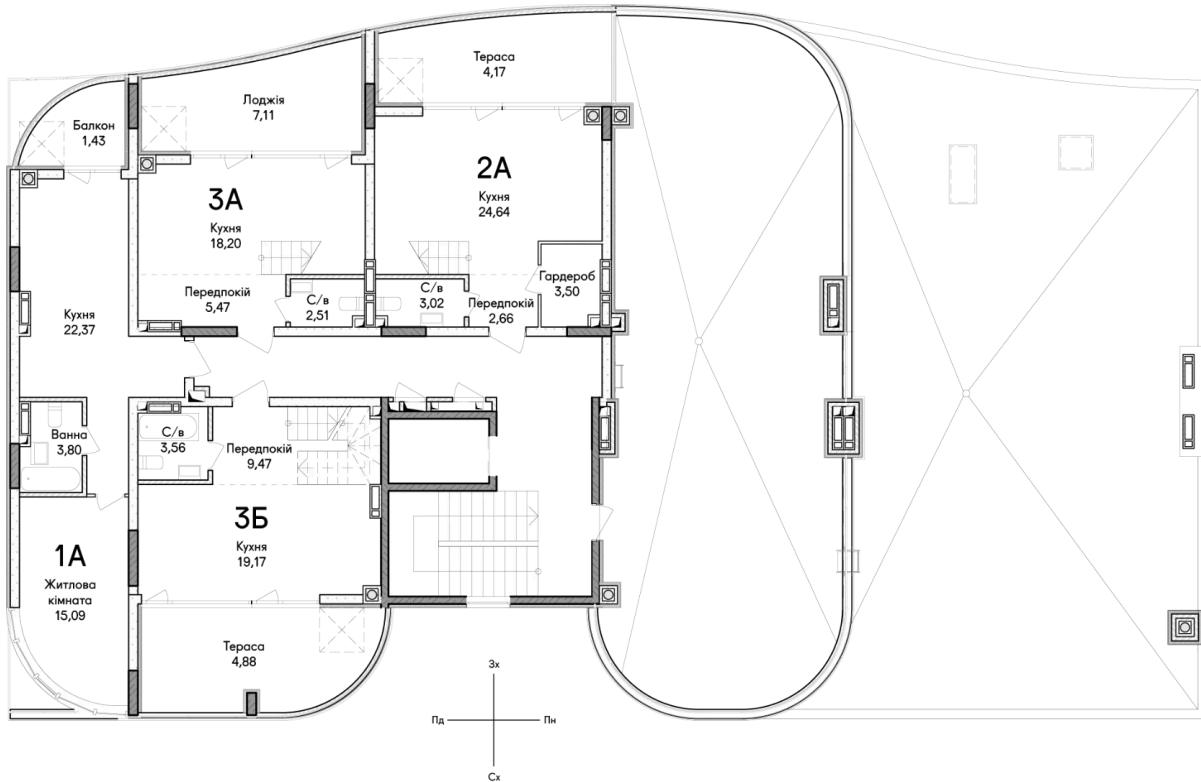 Тераса
4,17
Лоджія
7,11
Балкон
1,43
2А
Кухня
24,64
3А
Кухня
18,20
Гардероб
3,50
Передпокій
5,47
С/в
2,51
С/в
3,02
Передпокій
2,66
Кухня
22,37
Ванна
3,80
С/в
3,56
Передпокій
9,47
3Б
Кухня
19,17
1А
Житлова
кімната
15,09
Тераса
4,88
Зх
Пд
Пн
Сх